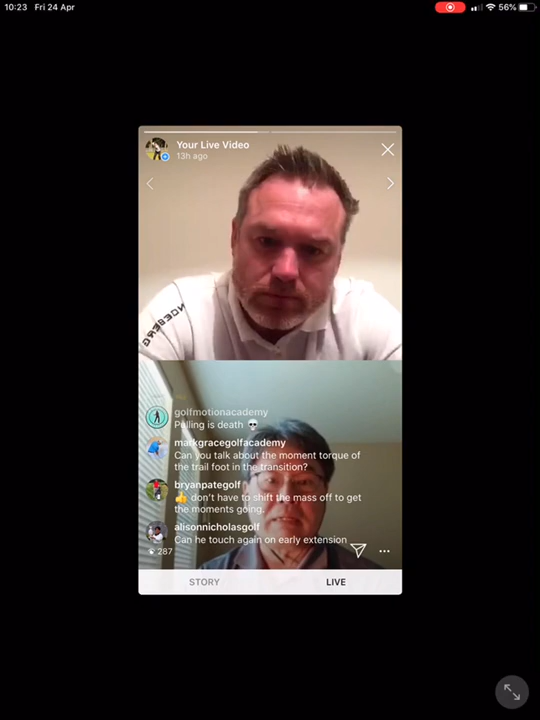 10:23 Fri 24 Apr
56%
Your Live Video
13h ago
golfmotionacademy
Pulling is death 💀
markgracegolfacademy
Can you talk about the moment torque of
the trail foot in the transition?
bryanpategolf
👍 don't have to shift the mass off to get
the moments going.
alisonnicholasgolf
Can he touch again on early extension
287
STORY LIVE